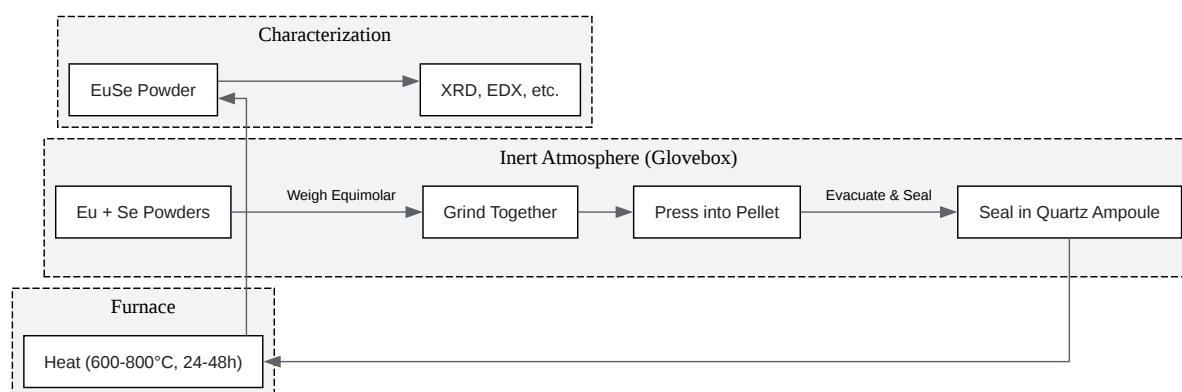 Characterization
EuSe Powder
XRD, EDX, etc.
Inert Atmosphere (Glovebox)
Eu + Se Powders
Weigh Equimolar
Grind Together
Press into Pellet
Evacuate & Seal
Seal in Quartz Ampoule
Furnace
Heat (600-800°C, 24-48h)